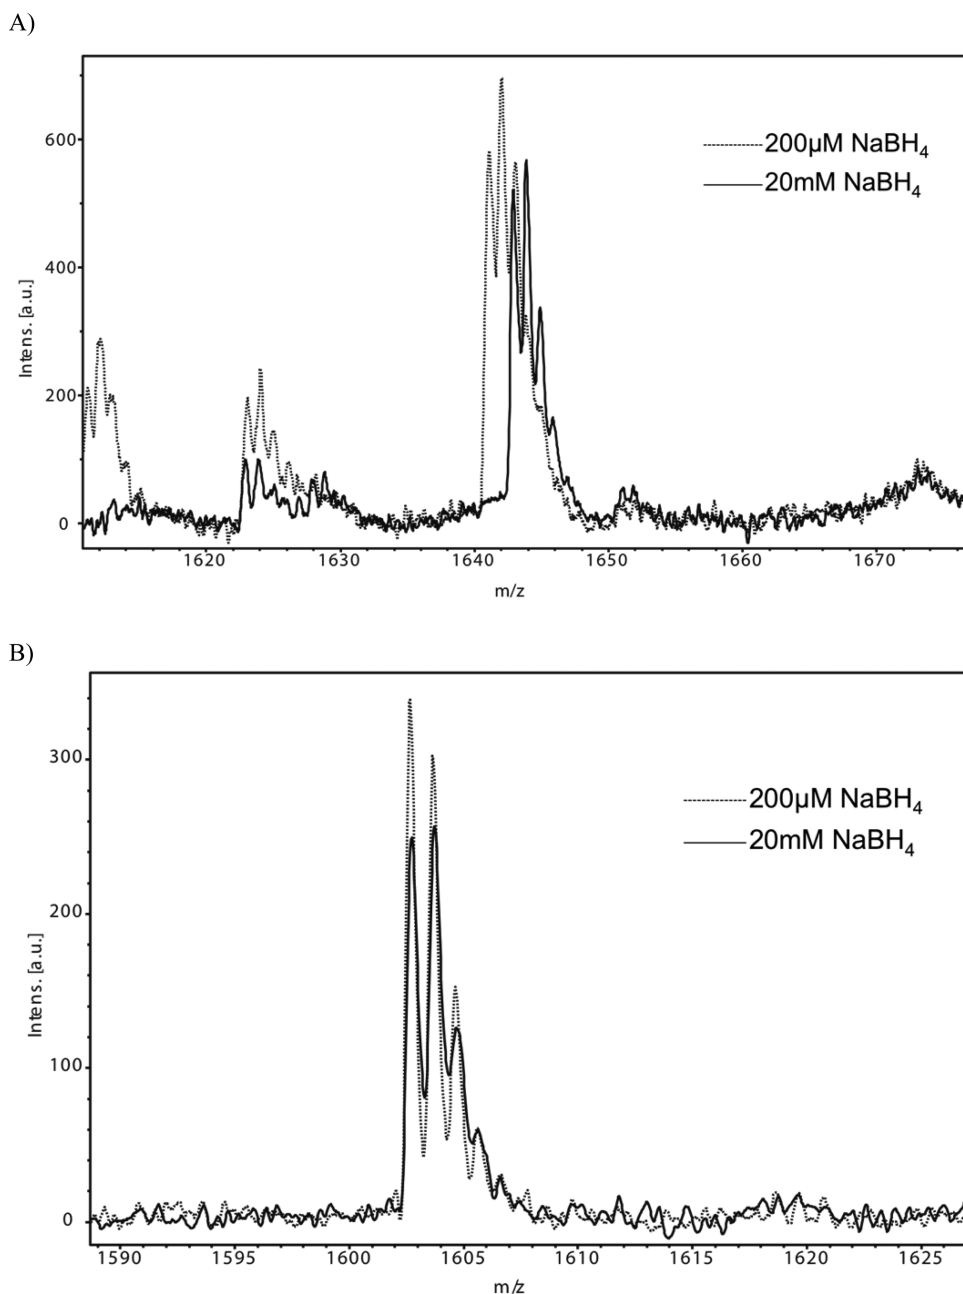 A)
600
400
200
0
Intens. [a.u.]
200µM NaBH4
20mM NaBH4
1620 1630 1640 1650 1660 1670
m/z
B)
300
200
100
0
Intens. [a.u.]
200µM NaBH4
20mM NaBH4
1590 1595 1600 1605 1610 1615 1620 1625
m/z